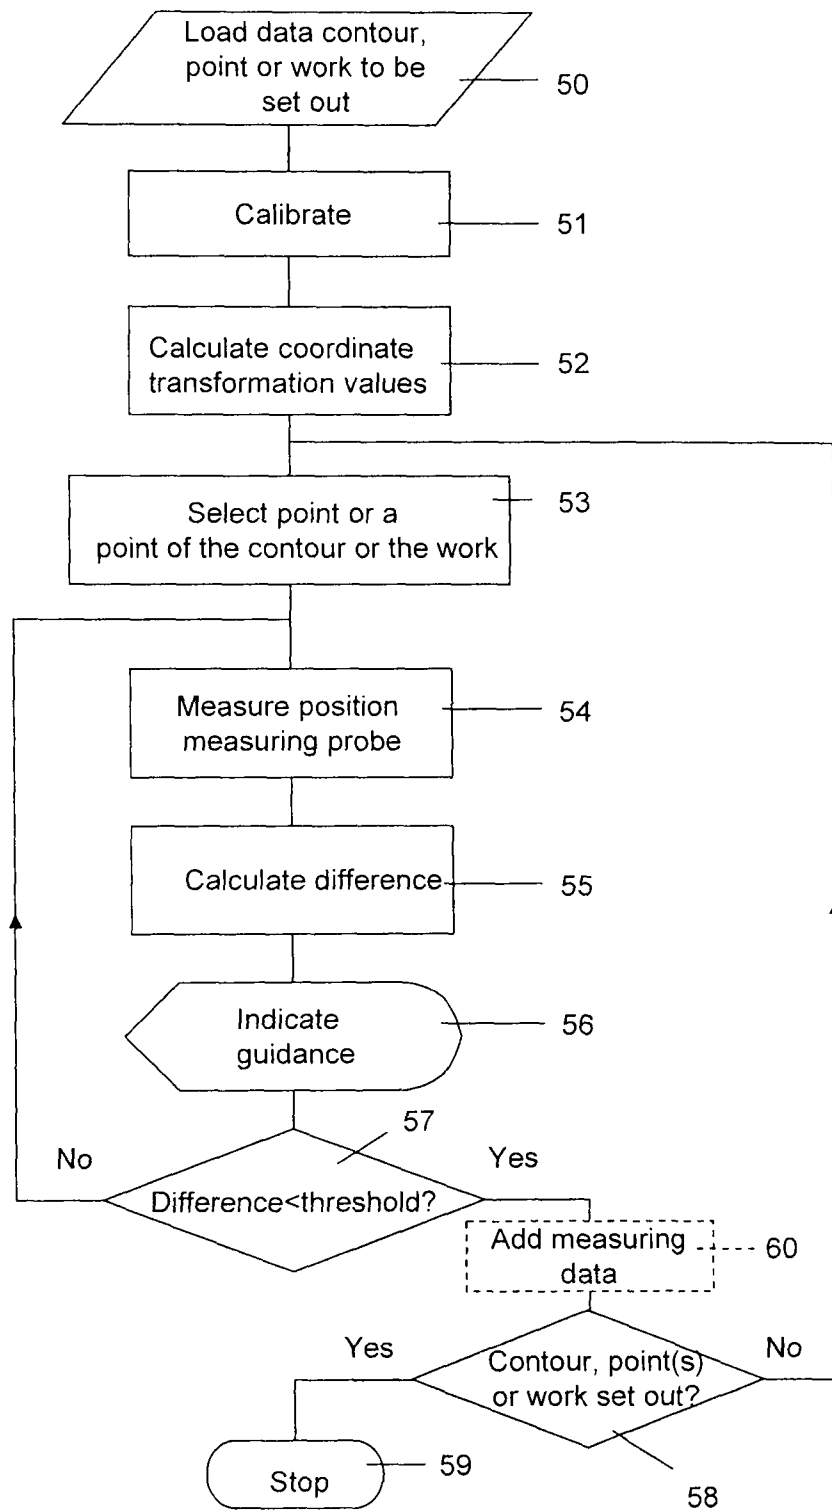 Load data contour,
point or work to be
set out
50
Calibrate
51
Calculate coordinate
transformation values
52
Select point or a
point of the contour or the work
53
Measure position
measuring probe
54
Calculate difference
55
Indicate
guidance
56
57
No
Yes
Difference<threshold?
Add measuring
data
60
Yes
No
Contour, point(s)
or work set out?
58
Stop
59